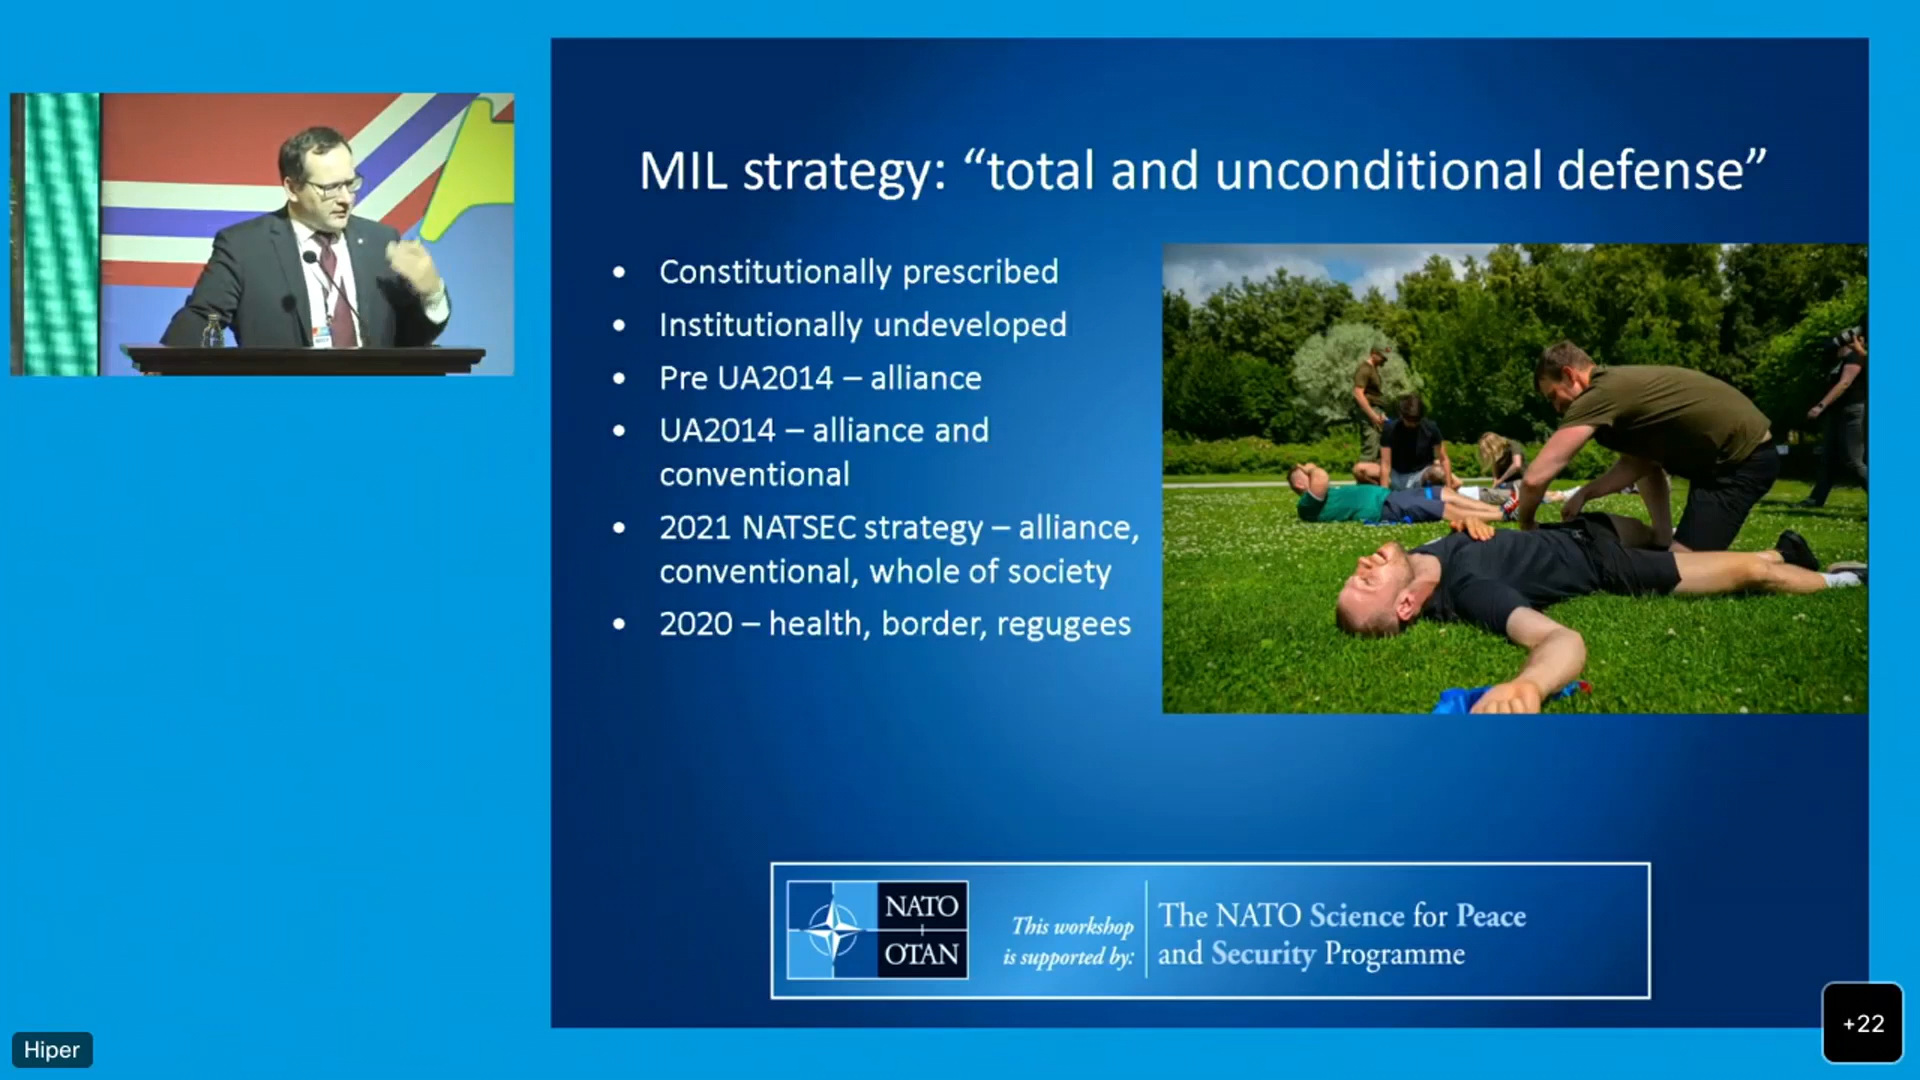 MIL strategy: “total and unconditional defense”
• Constitutionally prescribed
• Institutionally undeveloped
• Pre UA2014 – alliance
• UA2014 – alliance and
conventional
• 2021 NATSEC strategy – alliance,
conventional, whole of society
• 2020 – health, border, regugees
NATO
OTAN
This workshop
is supported by:
The NATO Science for Peace
and Security Programme
Hiper
+22